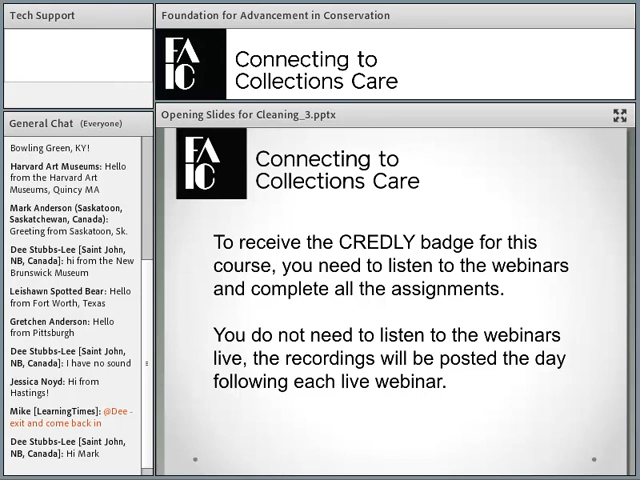 Tech Support
Foundation for Advancement in Conservation
FA
IC
Connecting to
Collections Care
General Chat (Everyone)
Bowling Green, KY!
Harvard Art Museums: Hello
from the Harvard Art
Museums, Quincy MA
Mark Anderson (Saskatoon,
Saskatchewan, Canada):
Greeting from Saskatoon, Sk.
Dee Stubbs-Lee [Saint John,
NB, Canada]: hi from the New
Brunswick Museum
Leishawn Spotted Bear: Hello
from Fort Worth, Texas
Gretchen Anderson: Hello
from Pittsburgh
Dee Stubbs-Lee [Saint John,
NB, Canada]: I have no sound
Jessica Noyd: Hi from
Hastings!
Mike [LearningTimes]: @Dee -
exit and come back in
Dee Stubbs-Lee [Saint John,
NB, Canada]: Hi Mark
Opening Slides for Cleaning_3.pptx
FA
IC
Connecting to
Collections Care
To receive the CREDLY badge for this
course, you need to listen to the webinars
and complete all the assignments.
You do not need to listen to the webinars
live, the recordings will be posted the day
following each live webinar.